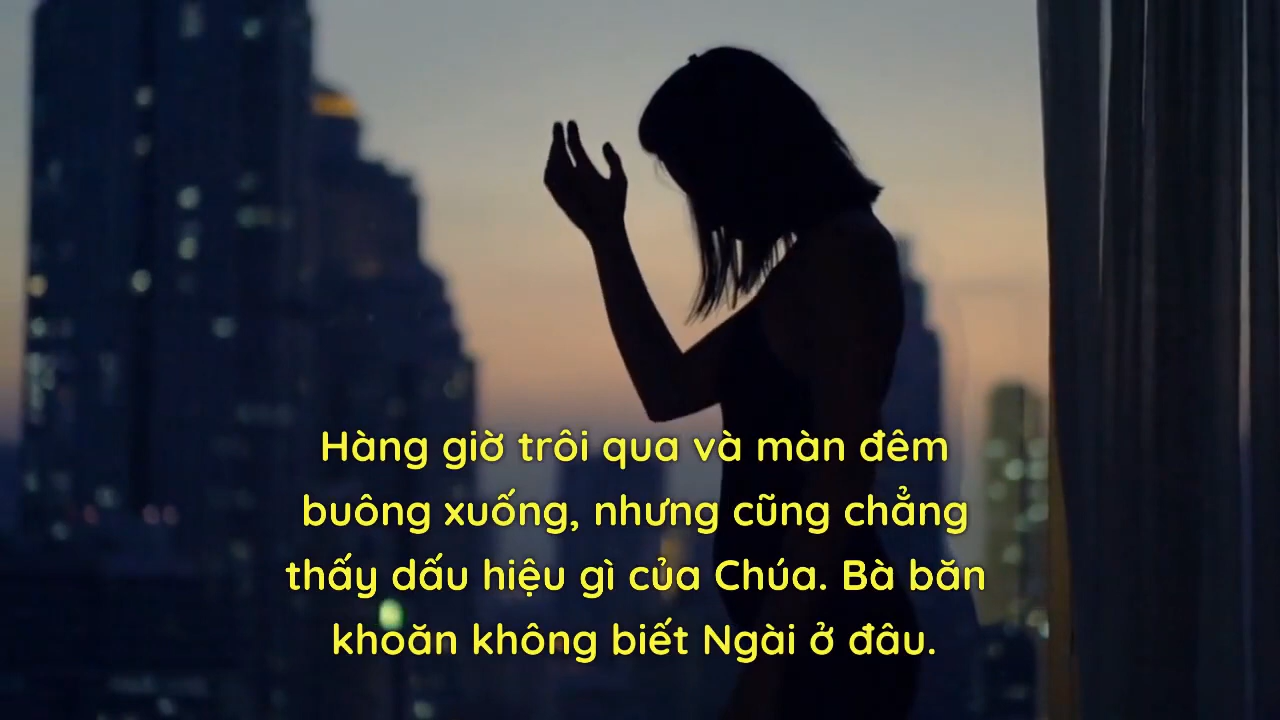 Hàng giờ trôi qua và màn đêm
buông xuống, nhưng cũng chẳng
thấy dấu hiệu gì của Chúa. Bà băn
khoăn không biết Ngài ở đâu.